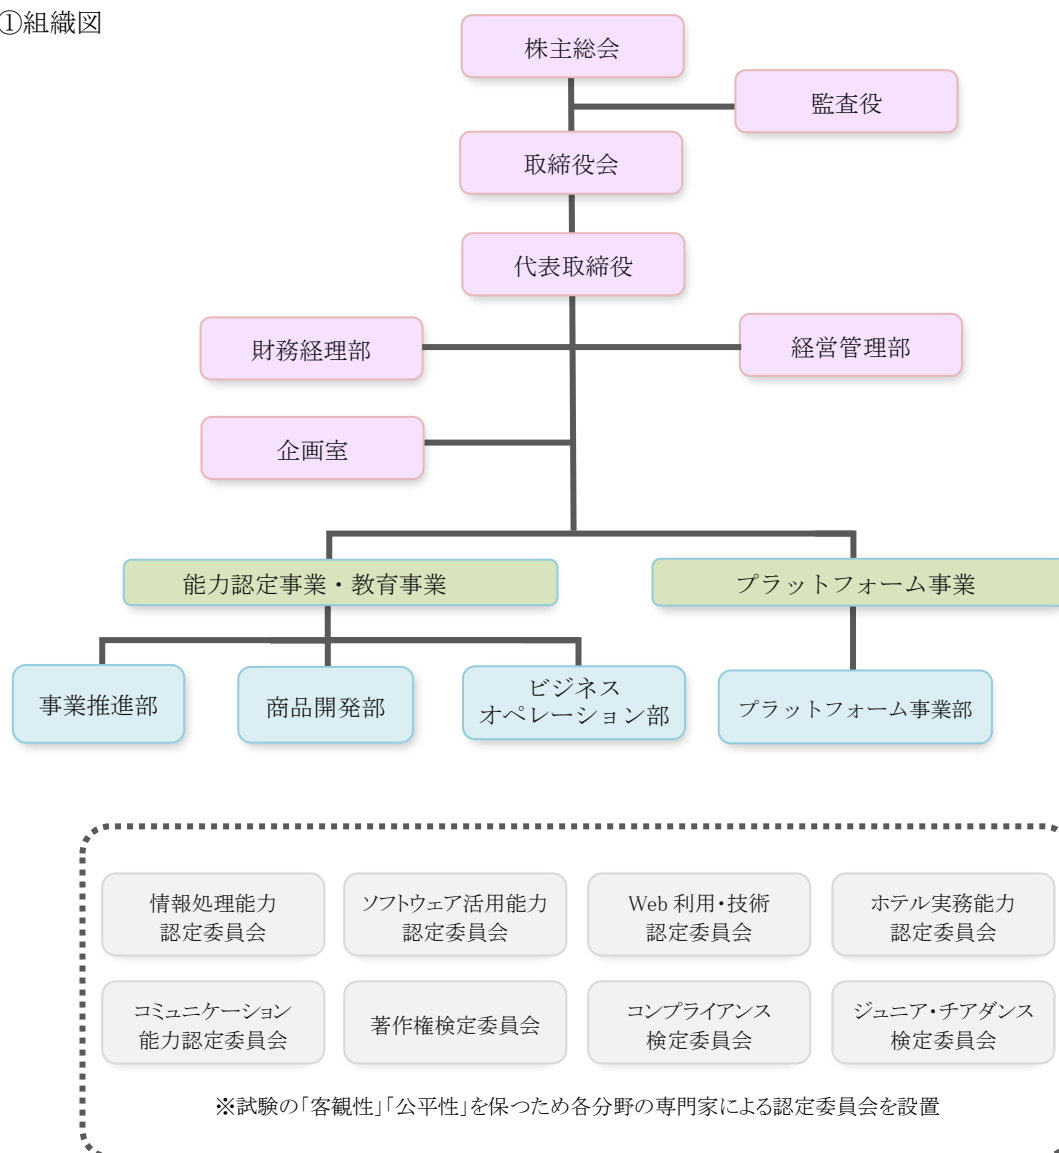 ①組織図
株主総会
監査役
取締役会
代表取締役
財務経理部
経営管理部
企画室
能力認定事業・教育事業
プラットフォーム事業
事業推進部
商品開発部
ビジネス
オペレーション部
プラットフォーム事業部
情報処理能力
認定委員会
ソフトウェア活用能力
認定委員会
Web 利用・技術
認定委員会
ホテル実務能力
認定委員会
コミュニケーション
能力認定委員会
著作権検定委員会
コンプライアンス
検定委員会
ジュニア・チアダンス
検定委員会
※試験の「客観性」「公平性」を保つため各分野の専門家による認定委員会を設置